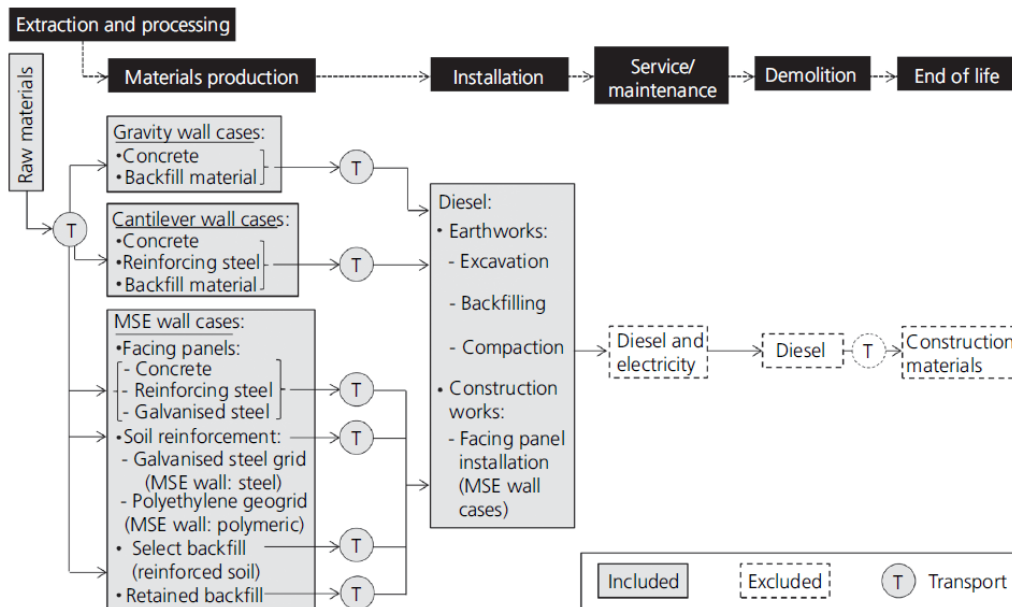 Extraction and processing
Materials production
Installation
Service/
maintenance
Demolition
End of life
Raw materials
T
Gravity wall cases:
•Concrete
•Backfill material
T
Cantilever wall cases:
•Concrete
•Reinforcing steel
•Backfill material
T
MSE wall cases:
•Facing panels:
- Concrete
- Reinforcing steel
- Galvanised steel
T
•Soil reinforcement:
T
- Galvanised steel grid
(MSE wall: steel)
- Polyethylene geogrid
(MSE wall: polymeric)
• Select backfill
(reinforced soil)
T
• Retained backfill
T
Diesel:
• Earthworks:
- Excavation
- Backfilling
- Compaction
• Construction
works:
- Facing panel
installation
(MSE wall
cases)
Diesel and
electricity
Diesel
T
Construction
materials
Included
Excluded
T
Transport